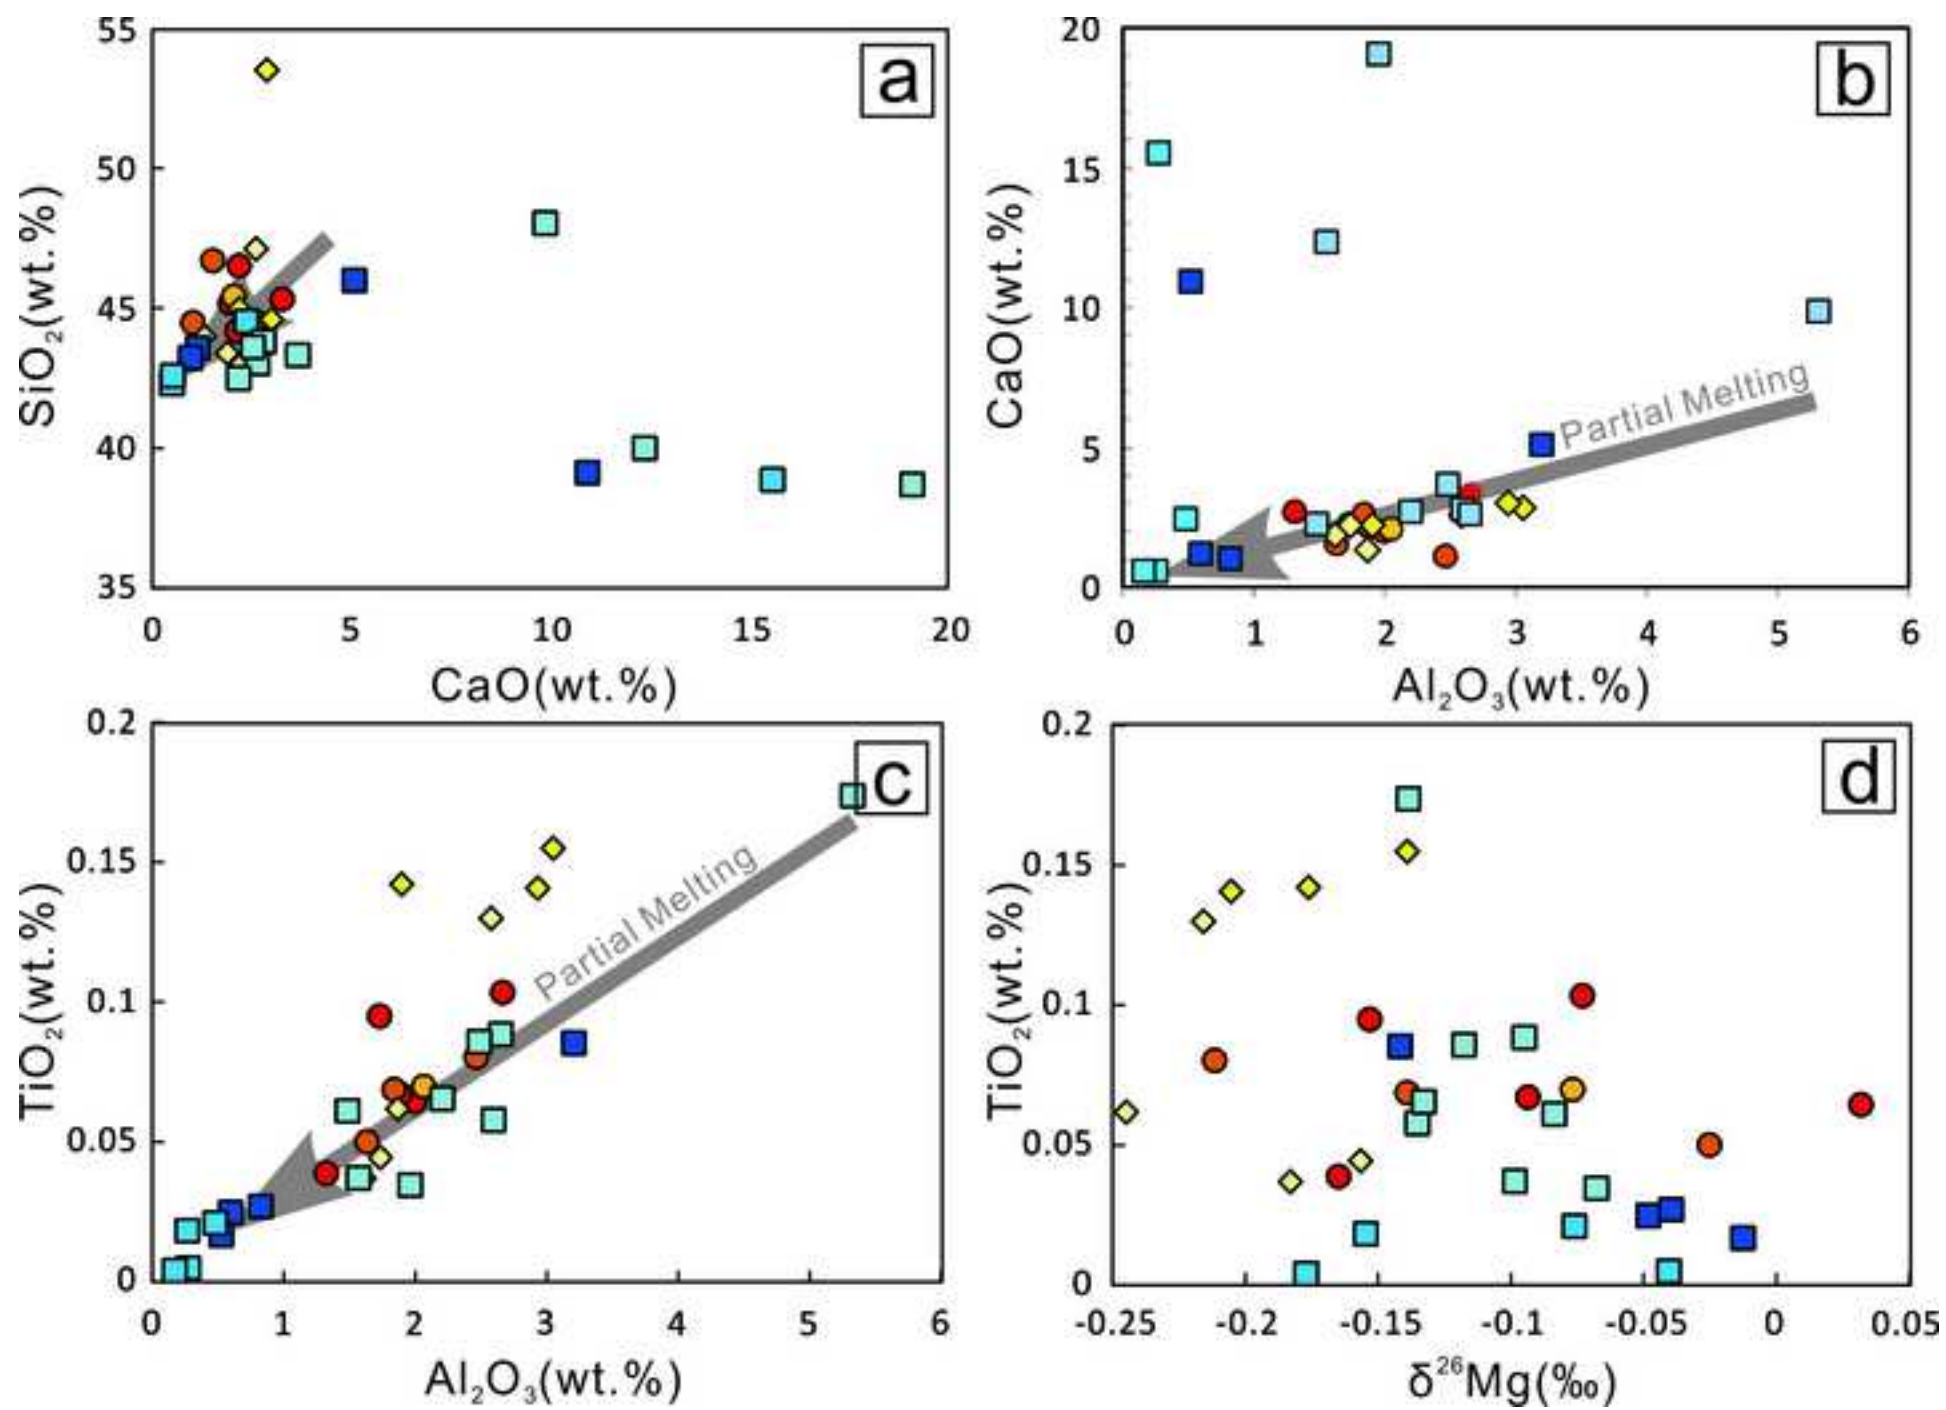 a
55
50
45
40
35
SiO₂(wt.%)
0 5 10 15 20
CaO(wt.%)
b
20
15
10
5
0
CaO(wt.%)
Partial Melting
0 1 2 3 4 5 6
Al₂O₃(wt.%)
c
0.2
0.15
0.1
0.05
0
TiO₂(wt.%)
Partial Melting
0 1 2 3 4 5 6
Al₂O₃(wt.%)
d
0.2
0.15
0.1
0.05
0
TiO₂(wt.%)
-0.25 -0.2 -0.15 -0.1 -0.05 0 0.05
δ²⁶Mg(‰)